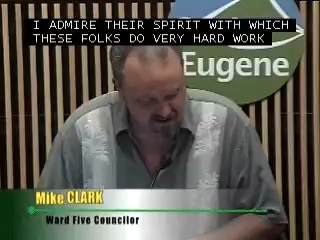 I ADMIRE THEIR SPIRIT WITH WHICH
THESE FOLKS DO VERY HARD WORK
Eugene
Mike CLARK
Ward Five Councilor